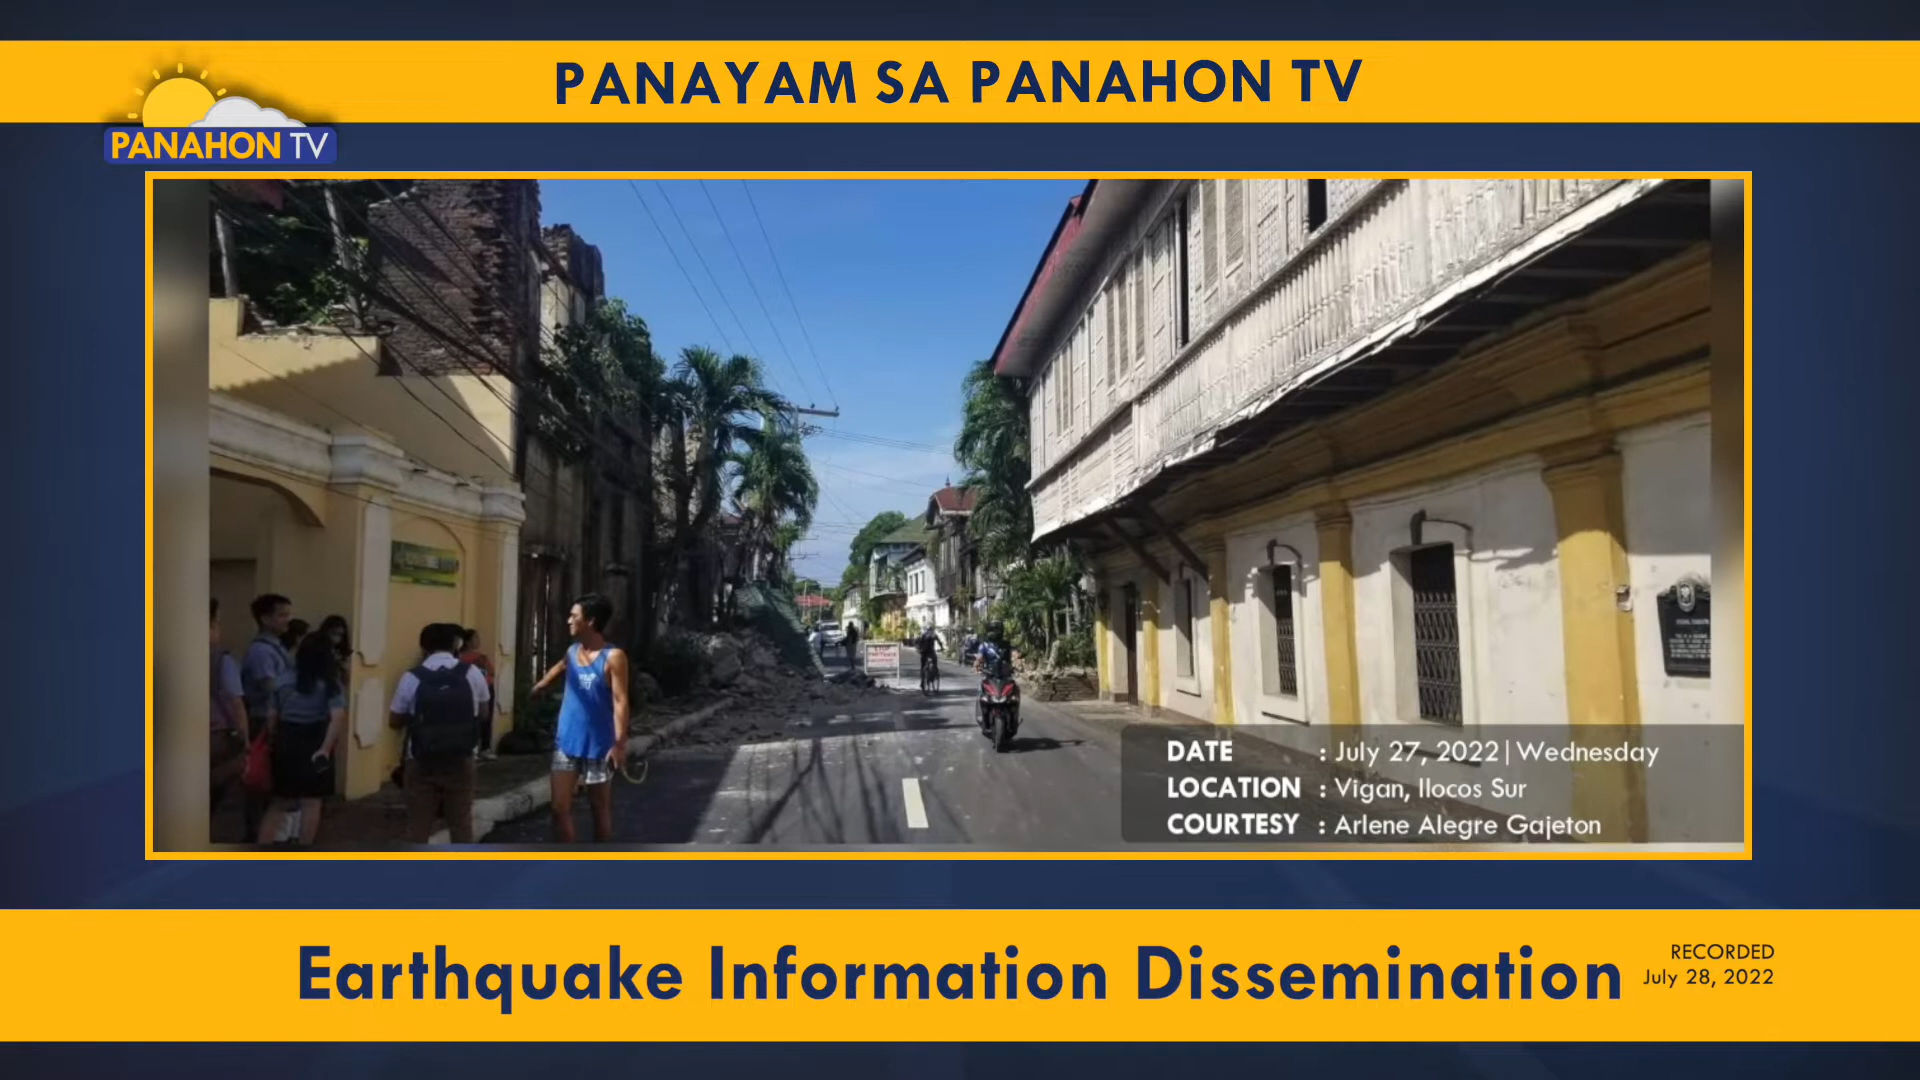 PANAYAM SA PANAHON TV
PANAHON TV
DATE : July 27, 2022|Wednesday
LOCATION : Vigan, Ilocos Sur
COURTESY : Arlene Alegre Gajeton
Earthquake Information Dissemination
RECORDED
July 28, 2022